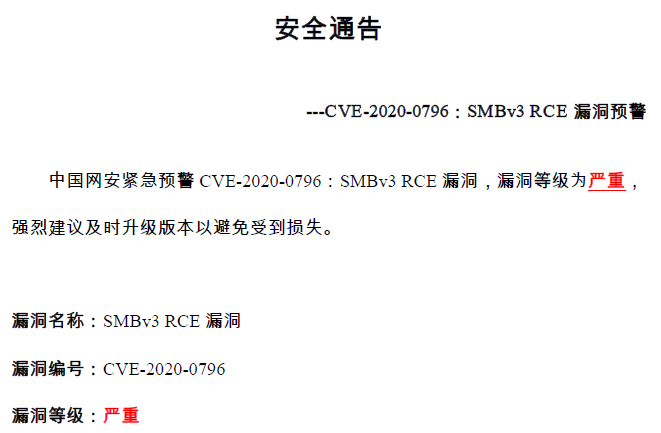 安全通告
---CVE-2020-0796：SMBv3 RCE 漏洞预警
中国网安紧急预警 CVE-2020-0796：SMBv3 RCE 漏洞，漏洞等级为严重，
强烈建议及时升级版本以避免受到损失。
漏洞名称：SMBv3 RCE 漏洞
漏洞编号：CVE-2020-0796
漏洞等级：严重